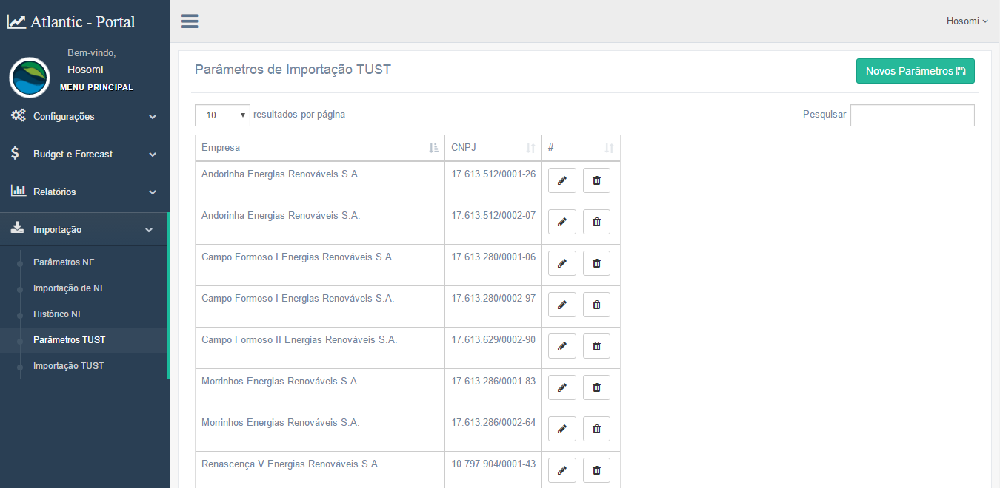 Atlantic - Portal
Hosomi
Bem-vindo,
Hosomi
MENU PRINCIPAL
Configurações
Budget e Forecast
Relatórios
Importação
Parâmetros NF
Importação de NF
Histórico NF
Parâmetros TUST
Importação TUST
Parâmetros de Importação TUST
Novos Parâmetros
10 resultados por página
Pesquisar
Empresa CNPJ #
Andorinha Energias Renováveis S.A. 17.613.512/0001-26
Andorinha Energias Renováveis S.A. 17.613.512/0002-07
Campo Formoso I Energias Renováveis S.A. 17.613.280/0001-06
Campo Formoso I Energias Renováveis S.A. 17.613.280/0002-97
Campo Formoso II Energias Renováveis S.A. 17.613.629/0002-90
Morrinhos Energias Renováveis S.A. 17.613.286/0001-83
Morrinhos Energias Renováveis S.A. 17.613.286/0002-64
Renascença V Energias Renováveis S.A. 10.797.904/0001-43